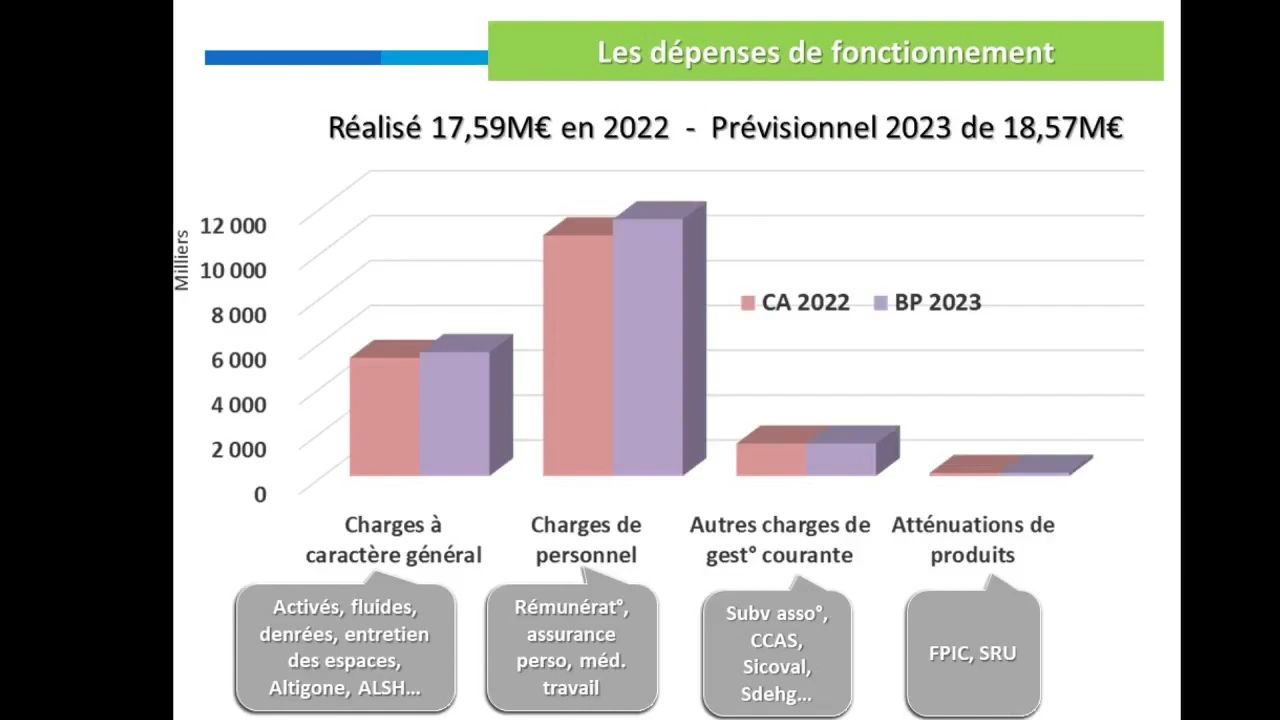 Les dépenses de fonctionnement
Réalisé 17,59M€ en 2022 - Prévisionnel 2023 de 18,57M€
Milliers
12 000
10 000
8 000
6 000
4 000
2 000
0
CA 2022
BP 2023
Charges à
caractère général
Charges de
personnel
Autres charges de
gest° courante
Atténuations de
produits
Activés, fluides,
denrées, entretien
des espaces,
Altigone, ALSH...
Rémunérat°,
assurance
perso, méd.
travail
Subv asso°,
CCAS,
Sicoval,
Sdehg...
FPIC, SRU